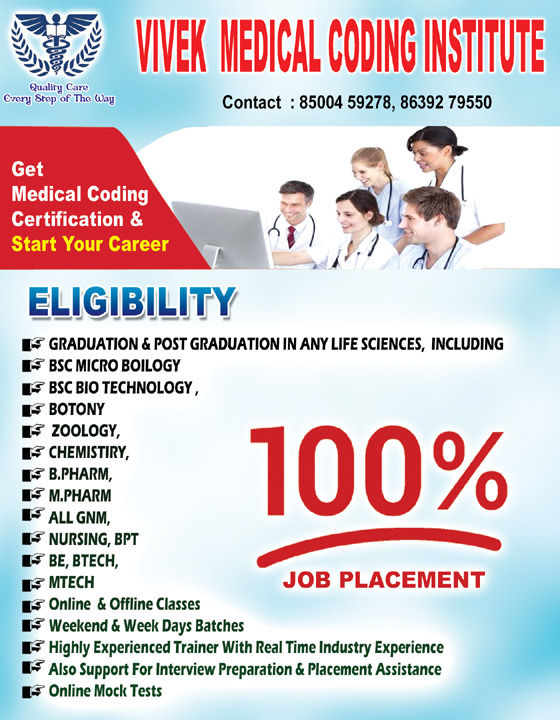 VIVEK MEDICAL CODING INSTITUTE
Quality Care
Every Step of The Way
Contact : 85004 59278, 86392 79550
Get
Medical Coding
Certification &
Start Your Career
ELIGIBILITY
GRADUATION & POST GRADUATION IN ANY LIFE SCIENCES, INCLUDING
BSC MICRO BOILOGY
BSC BIO TECHNOLOGY ,
BOTONY
ZOOLOGY,
CHEMISTIRY,
B.PHARM,
M.PHARM
ALL GNM,
NURSING, BPT
BE, BTECH,
MTECH
Online & Offline Classes
Weekend & Week Days Batches
Highly Experienced Trainer With Real Time Industry Experience
Also Support For Interview Preparation & Placement Assistance
Online Mock Tests
100%
JOB PLACEMENT